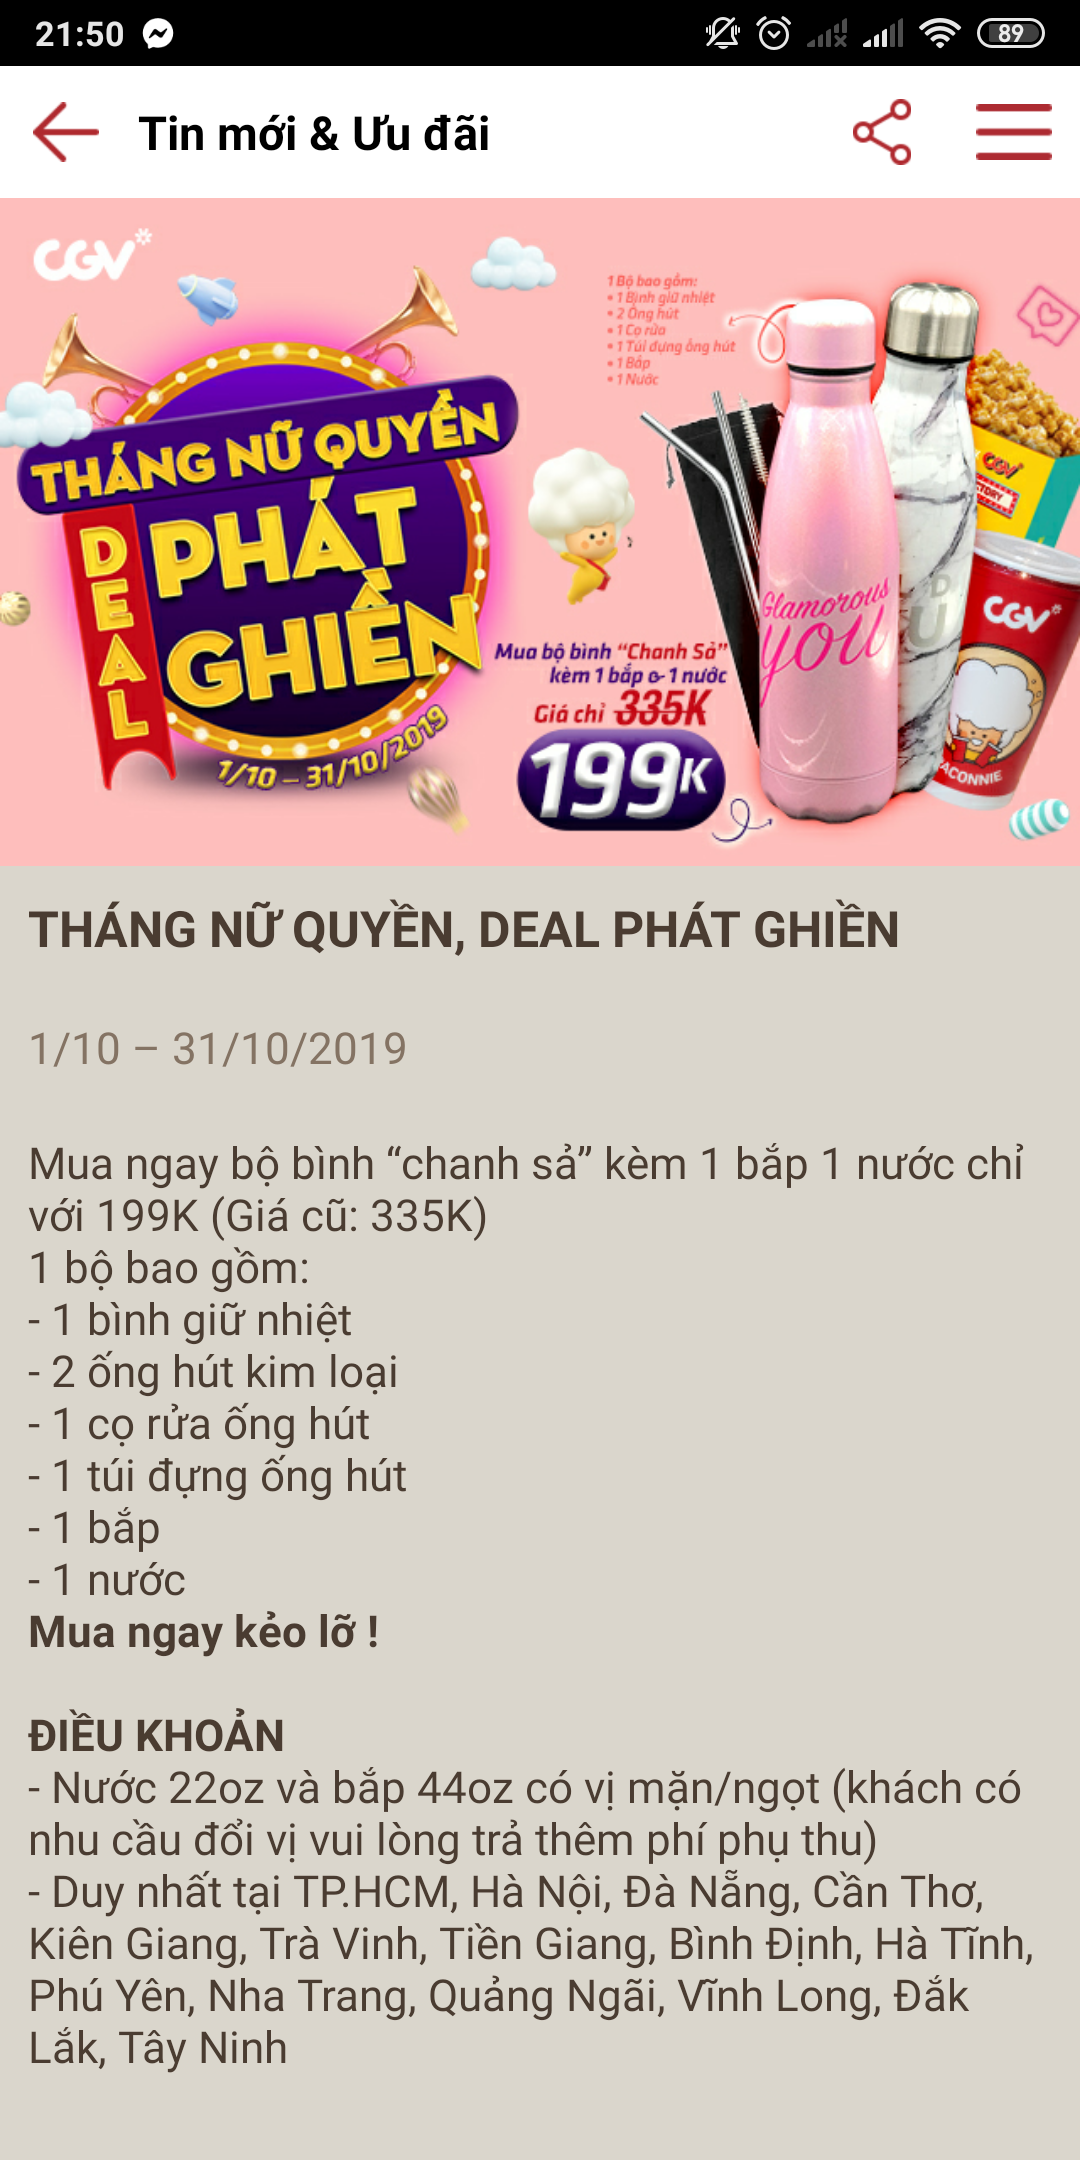 21:50
89
Tin mới & Ưu đãi
CGV
1 Bộ bao gồm:
• 1 Bình giữ nhiệt
• 2 Ống hút
• 1 Cọ rửa
• 1 Túi đựng ống hút
• 1 Bắp
• 1 Nước
THÁNG NỮ QUYỀN
DEAL
PHÁT
GHIỀN
1/10 – 31/10/2019
Mua bộ bình “Chanh Sả”
kèm 1 bắp & 1 nước
Giá chỉ 335K
199K
Glamorous
you
CGV
CGV
ACONNIE
THÁNG NỮ QUYỀN, DEAL PHÁT GHIỀN
1/10 – 31/10/2019
Mua ngay bộ bình “chanh sả” kèm 1 bắp 1 nước chỉ
với 199K (Giá cũ: 335K)
1 bộ bao gồm:
- 1 bình giữ nhiệt
- 2 ống hút kim loại
- 1 cọ rửa ống hút
- 1 túi đựng ống hút
- 1 bắp
- 1 nước
Mua ngay kẻo lỡ !
ĐIỀU KHOẢN
- Nước 22oz và bắp 44oz có vị mặn/ngọt (khách có
nhu cầu đổi vị vui lòng trả thêm phí phụ thu)
- Duy nhất tại TP.HCM, Hà Nội, Đà Nẵng, Cần Thơ,
Kiên Giang, Trà Vinh, Tiền Giang, Bình Định, Hà Tĩnh,
Phú Yên, Nha Trang, Quảng Ngãi, Vĩnh Long, Đắk
Lắk, Tây Ninh